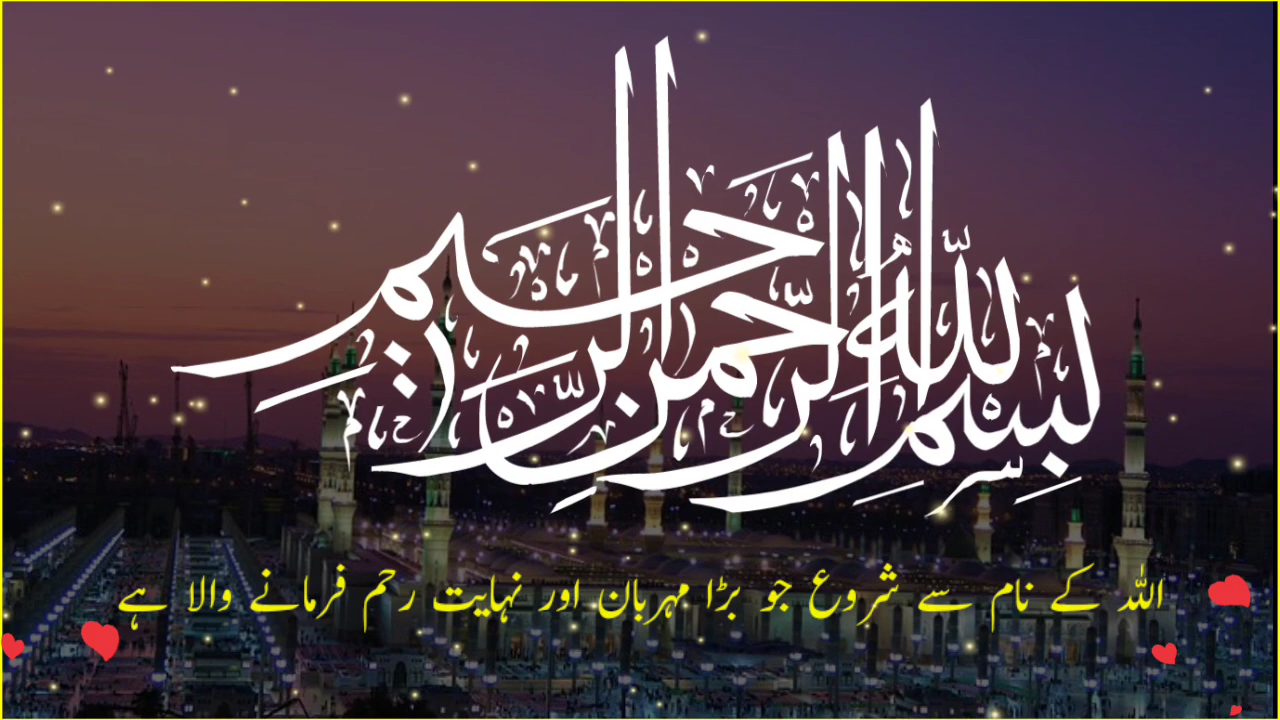 بسم الله الرحمن الرحيم
اللہ کے نام سے شروع جو بڑا مہربان اور نہایت رحم فرمانے والا ہے